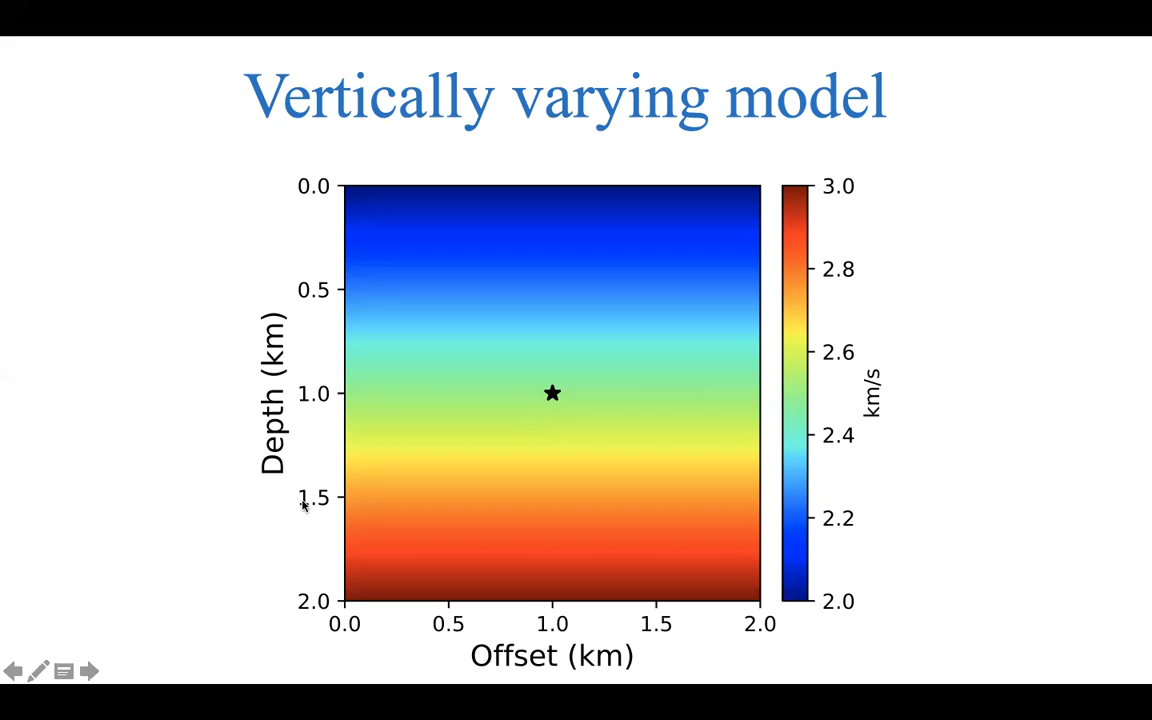 Vertically varying model
0.0
0.5
1.0
1.5
2.0
Depth (km)
0.0 0.5 1.0 1.5 2.0
Offset (km)
3.0
2.8
2.6
2.4
2.2
2.0
km/s